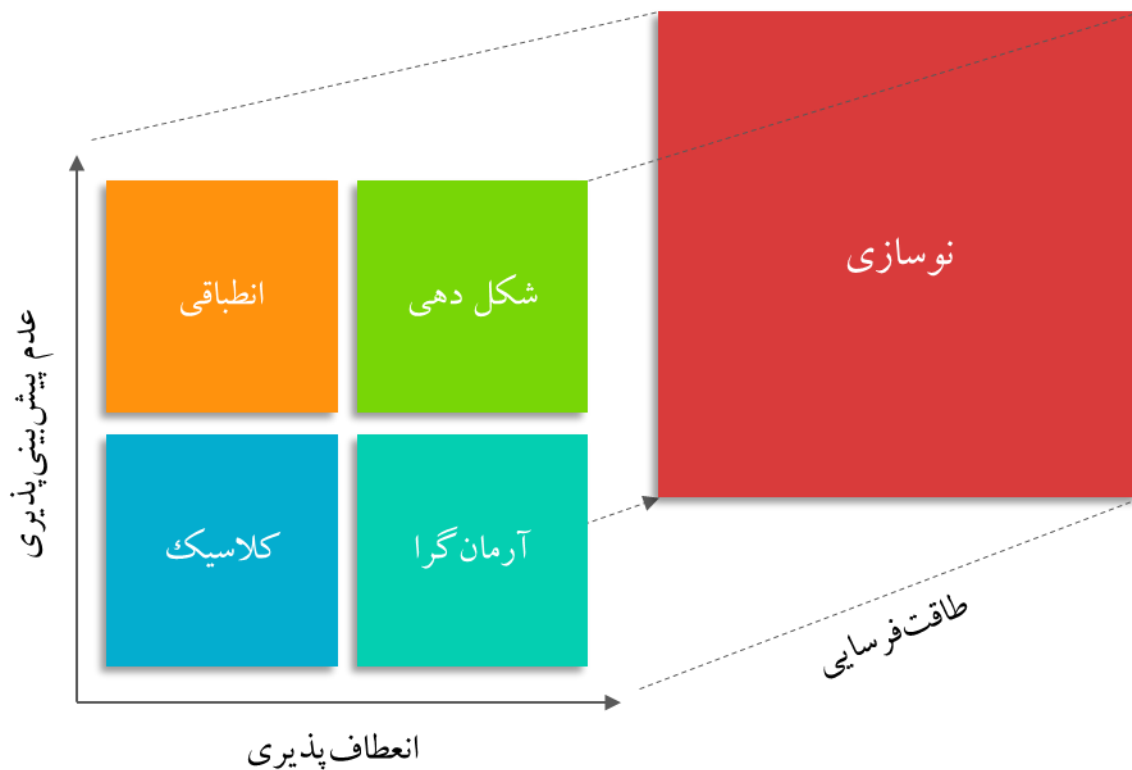 نوسازی
شکل دهی
انطباقی
آرمان‌گرا
کلاسیک
عدم پیش‌بینی‌پذیری
طاقت‌فرسایی
انعطاف‌پذیری